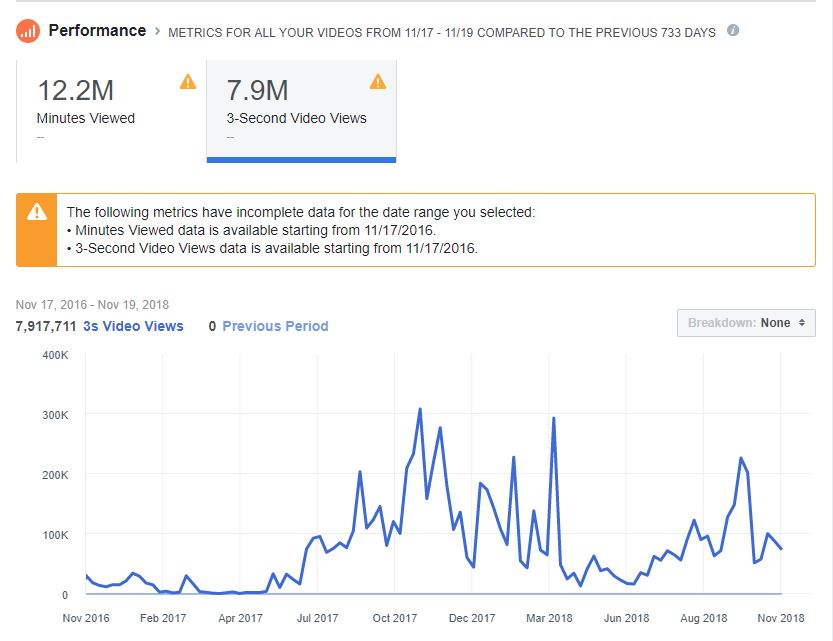 Performance > METRICS FOR ALL YOUR VIDEOS FROM 11/17 - 11/19 COMPARED TO THE PREVIOUS 733 DAYS
12.2M
Minutes Viewed
--
7.9M
3-Second Video Views
--
The following metrics have incomplete data for the date range you selected:
• Minutes Viewed data is available starting from 11/17/2016.
• 3-Second Video Views data is available starting from 11/17/2016.
Nov 17, 2016 - Nov 19, 2018
7,917,711 3s Video Views 0 Previous Period
Breakdown: None
400K
300K
200K
100K
0
Nov 2016 Feb 2017 Apr 2017 Jul 2017 Oct 2017 Dec 2017 Mar 2018 Jun 2018 Aug 2018 Nov 2018